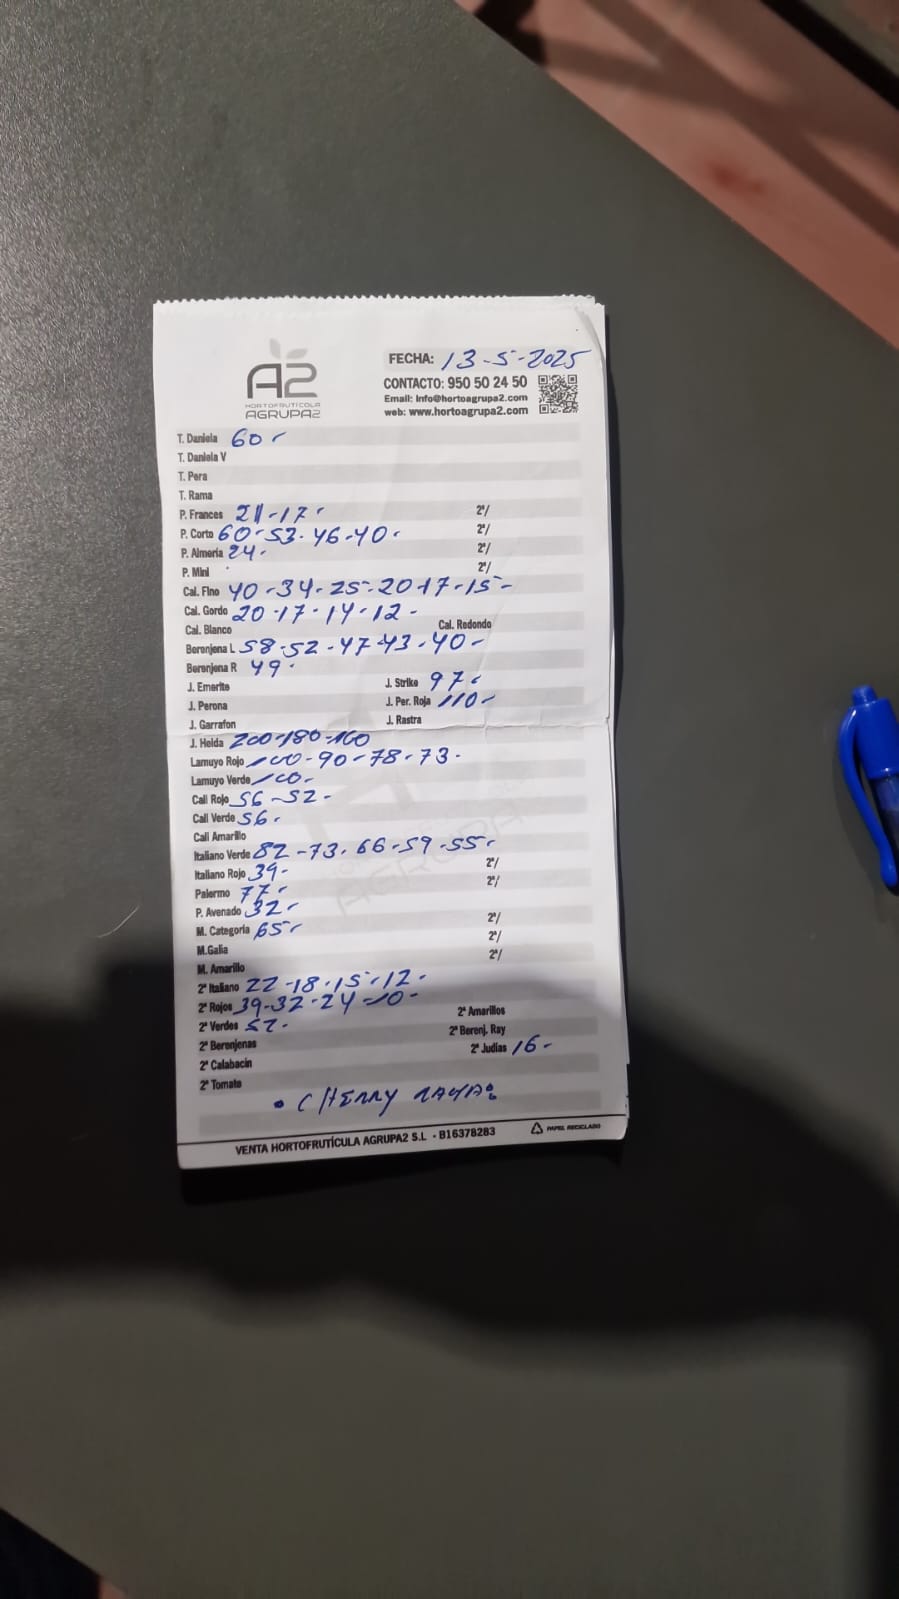 A2
HORTOFRUTÍCOLA
AGRUPA2
FECHA: 13-5-2025
CONTACTO: 950 50 24 50
Email: Info@hortoagrupa2.com
web: www.hortoagrupa2.com
T. Daniela 60-
T. Daniela V
T. Pera
T. Rama
P. Frances 21-17- 2ª/
P. Corto 60-53-46-40- 2ª/
P. Almería 24- 2ª/
P. Mini 2ª/
Cal. Fino 40-34-25-20-17-15-
Cal. Gordo 20-17-14-12-
Cal. Blanco Cal. Redondo
Berenjena L 58-52-47-43-40-
Berenjena R 49-
J. Emerite J. Strike 97-
J. Perona J. Per. Roja 110-
J. Garrafon J. Rastra
J. Helda 200-180-160
Lamuyo Rojo 100-90-78-73-
Lamuyo Verde 100-
Cali Rojo 56-52-
Cali Verde 56-
Cali Amarillo
Italiano Verde 82-73-66-59-55-
Italiano Rojo 39- 2ª/
Palermo 77- 2ª/
P. Avenado 32-
M. Categoría 65- 2ª/
M.Galia 2ª/
M. Amarillo 2ª/
2ª Italiano 22-18-15-12-
2ª Rojos 39-32-24-10-
2ª Verdes 52- 2ª Amarillos
2ª Berenjenas 2ª Berenj. Ray
2ª Calabacín 2ª Judías 16-
2ª Tomate
• CHERRY
VENTA HORTOFRUTÍCULA AGRUPA2 S.L - B16378283
PAPEL RECICLADO
AGRUPA